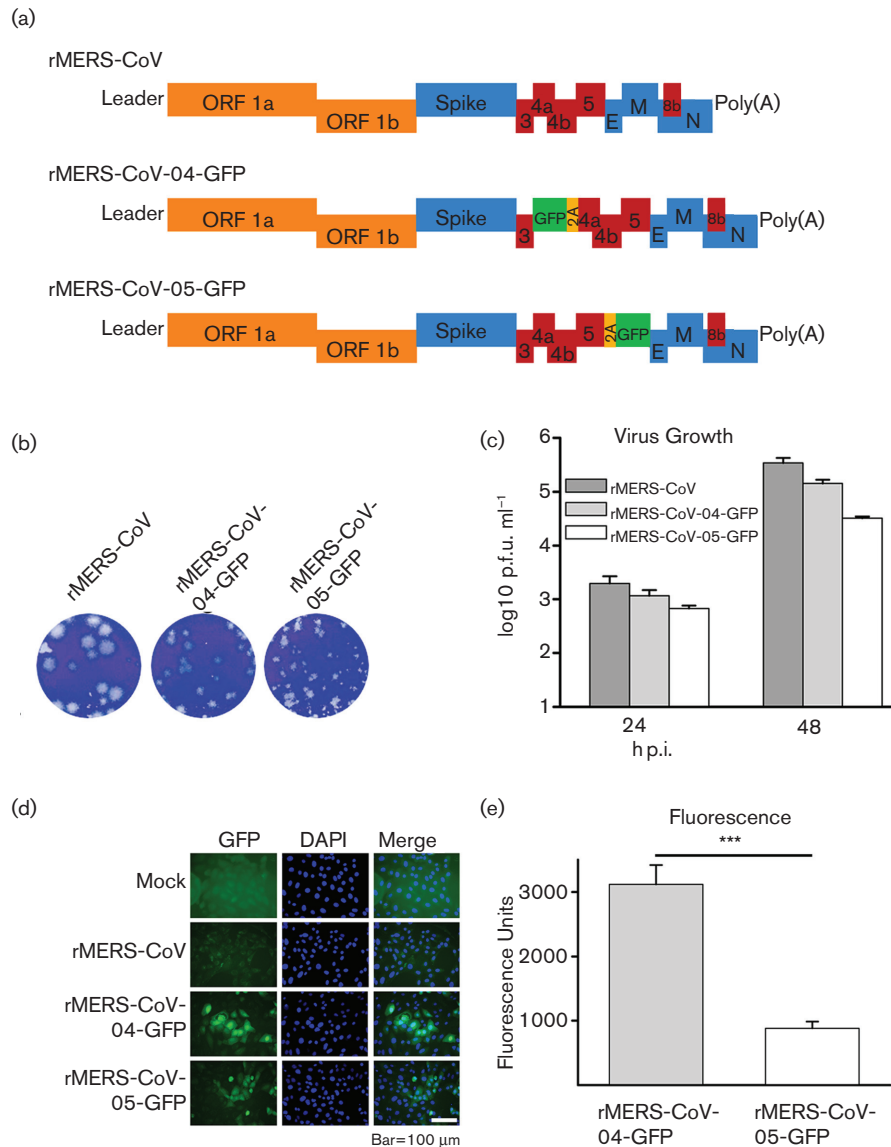 (a)
rMERS-CoV
Leader
ORF 1a
ORF 1b
Spike
3
4a
4b
5
E
M
8b
N
Poly(A)
rMERS-CoV-04-GFP
Leader
ORF 1a
ORF 1b
Spike
3
GFP
2A
4a
4b
5
E
M
8b
N
Poly(A)
rMERS-CoV-05-GFP
Leader
ORF 1a
ORF 1b
Spike
3
4a
4b
5
2A
GFP
E
M
8b
N
Poly(A)
(b)
rMERS-CoV
rMERS-CoV-
04-GFP
rMERS-CoV-
05-GFP
(c)
Virus Growth
log10 p.f.u. ml⁻¹
6
5
4
3
2
1
rMERS-CoV
rMERS-CoV-04-GFP
rMERS-CoV-05-GFP
24
48
h p.i.
(d)
GFP
DAPI
Merge
Mock
rMERS-CoV
rMERS-CoV-
04-GFP
rMERS-CoV-
05-GFP
Bar=100 μm
(e)
Fluorescence
***
Fluorescence Units
3000
2000
1000
rMERS-CoV-
04-GFP
rMERS-CoV-
05-GFP